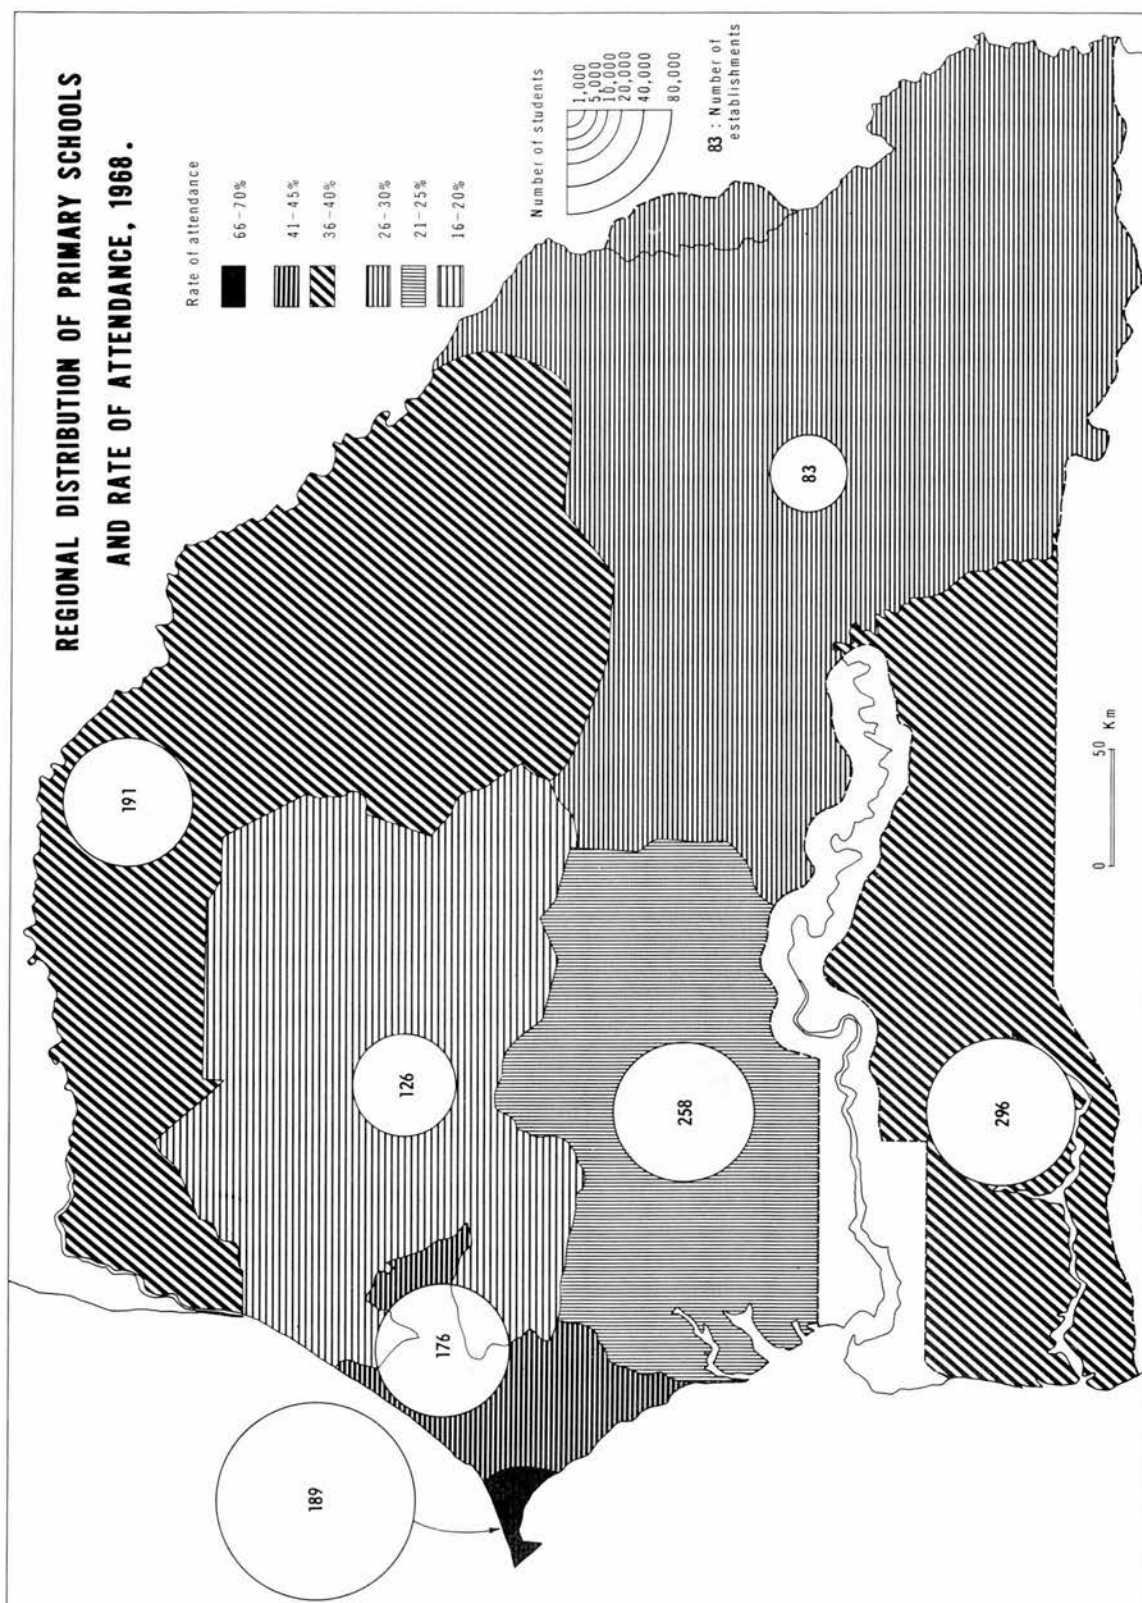 REGIONAL DISTRIBUTION OF PRIMARY SCHOOLS
AND RATE OF ATTENDANCE, 1968.
Rate of attendance
66-70%
41-45%
36-40%
26-30%
21-25%
16-20%
Number of students
1,000
5,000
10,000
20,000
40,000
80,000
83 : Number of
establishments
191
126
83
176
258
189
296
0 50 Km